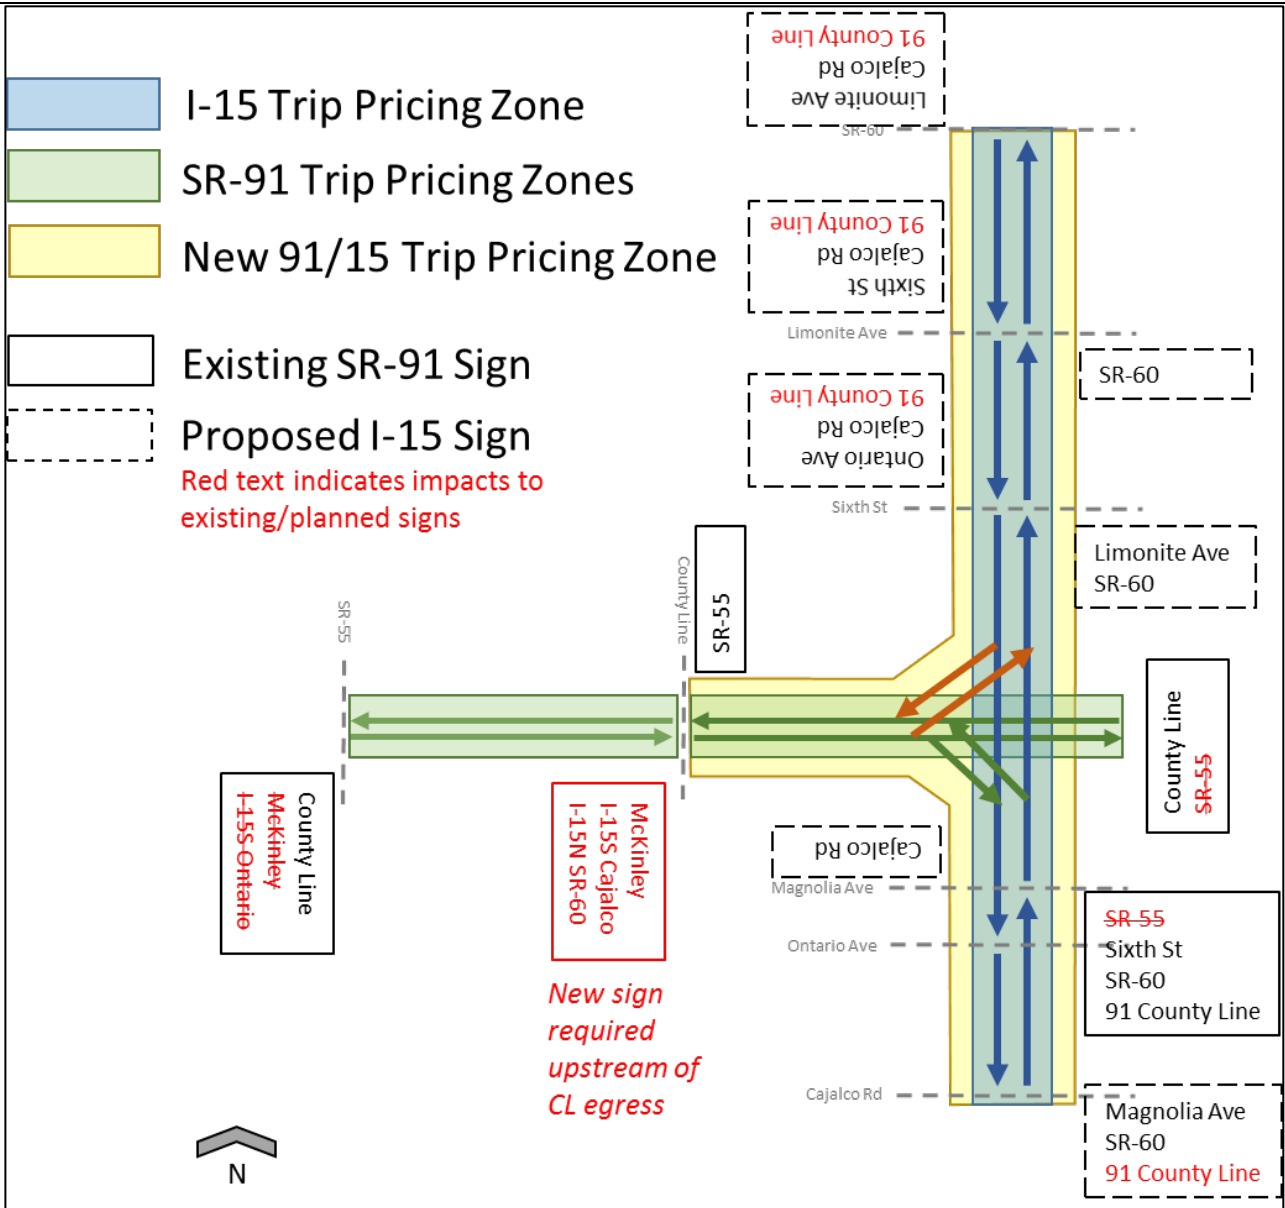 I-15 Trip Pricing Zone
SR-91 Trip Pricing Zones
New 91/15 Trip Pricing Zone
Existing SR-91 Sign
Proposed I-15 Sign
Red text indicates impacts to
existing/planned signs
Limonite Ave
Cajalco Rd
91 County Line
SR-60
Sixth St
Cajalco Rd
91 County Line
Limonite Ave
SR-60
Ontario Ave
Cajalco Rd
91 County Line
Sixth St
Limonite Ave
SR-60
SR-55
County Line
SR-55
County Line
SR-55
County Line
McKinley
I-15S Ontario
McKinley
I-15S Cajalco
I-15N SR-60
New sign
required
upstream of
CL egress
Cajalco Rd
Magnolia Ave
Ontario Ave
SR-55
Sixth St
SR-60
91 County Line
Cajalco Rd
Magnolia Ave
SR-60
91 County Line
N